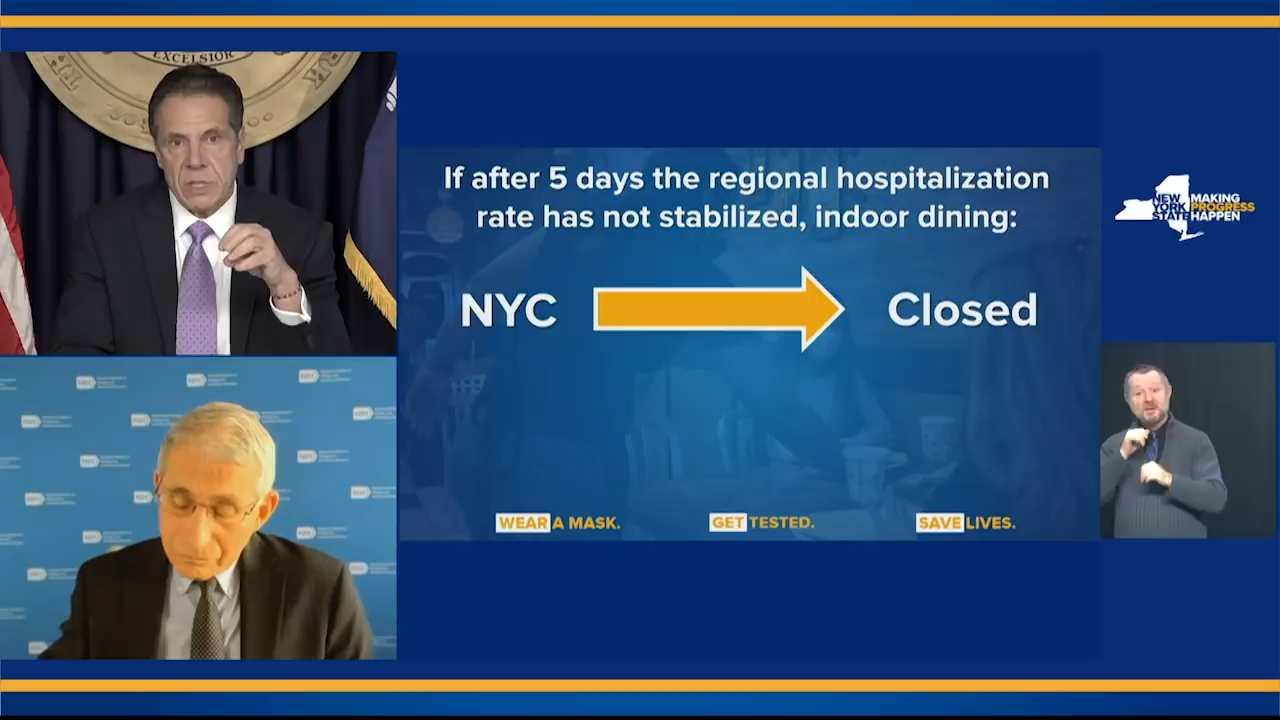 EXCELSIOR
If after 5 days the regional hospitalization
rate has not stabilized, indoor dining:
NYC
Closed
WEAR A MASK.
GET TESTED.
SAVE LIVES.
NEW
YORK
STATE
MAKING
PROGRESS
HAPPEN